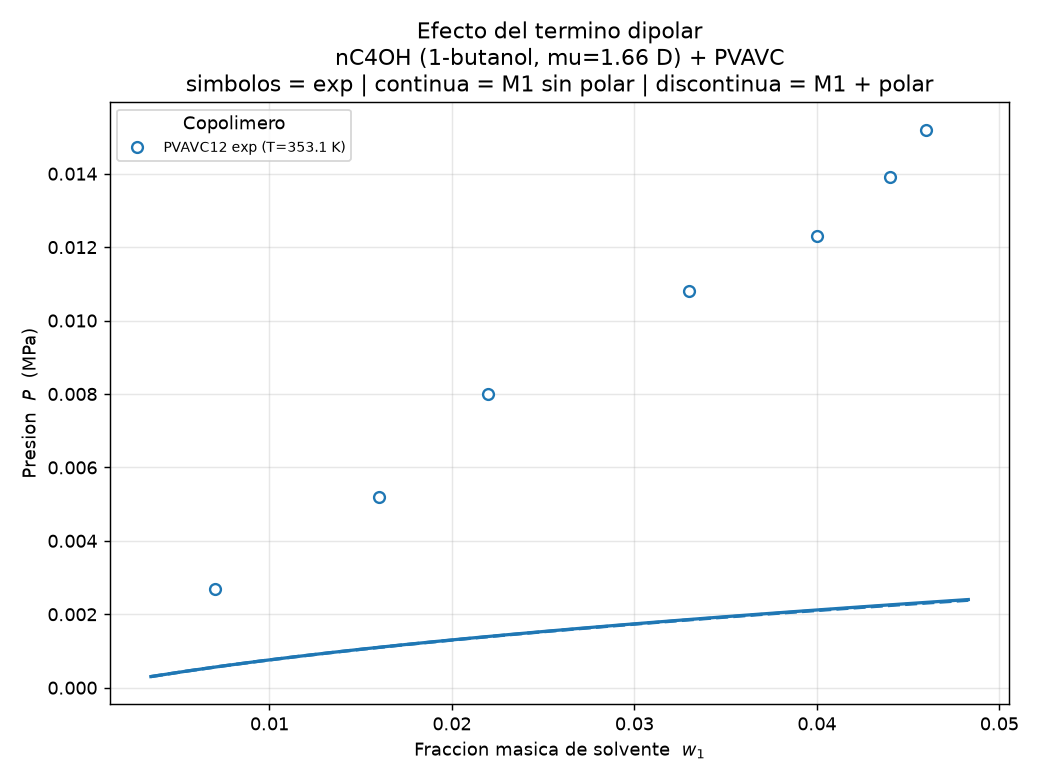 Efecto del termino dipolar
nC4OH (1-butanol, mu=1.66 D) + PVAVC
simbolos = exp | continua = M1 sin polar | discontinua = M1 + polar
Copolimero
PVAVC12 exp (T=353.1 K)
0.014
0.012
0.010
0.008
0.006
0.004
0.002
0.000
Presion P (MPa)
0.01
0.02
0.03
0.04
0.05
Fraccion masica de solvente w₁